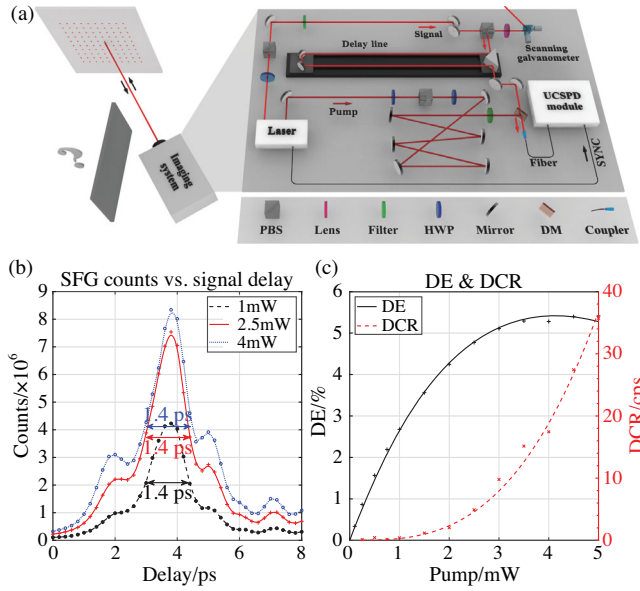 (a)
Signal
Delay line
Scanning
galvanometer
UCSPD
module
Laser
Pump
Fiber
SYNC
Imaging
system
?
PBS Lens Filter HWP Mirror DM Coupler
(b)
SFG counts vs. signal delay
1mW
2.5mW
4mW
1.4 ps
1.4 ps
1.4 ps
9
8
7
6
5
4
3
2
1
0
Counts/×10⁶
0 2 4 6 8
Delay/ps
(c)
DE & DCR
DE
DCR
6
5
4
3
2
1
0
DE/%
40
30
20
10
0
DCR/cps
0 1 2 3 4 5
Pump/mW